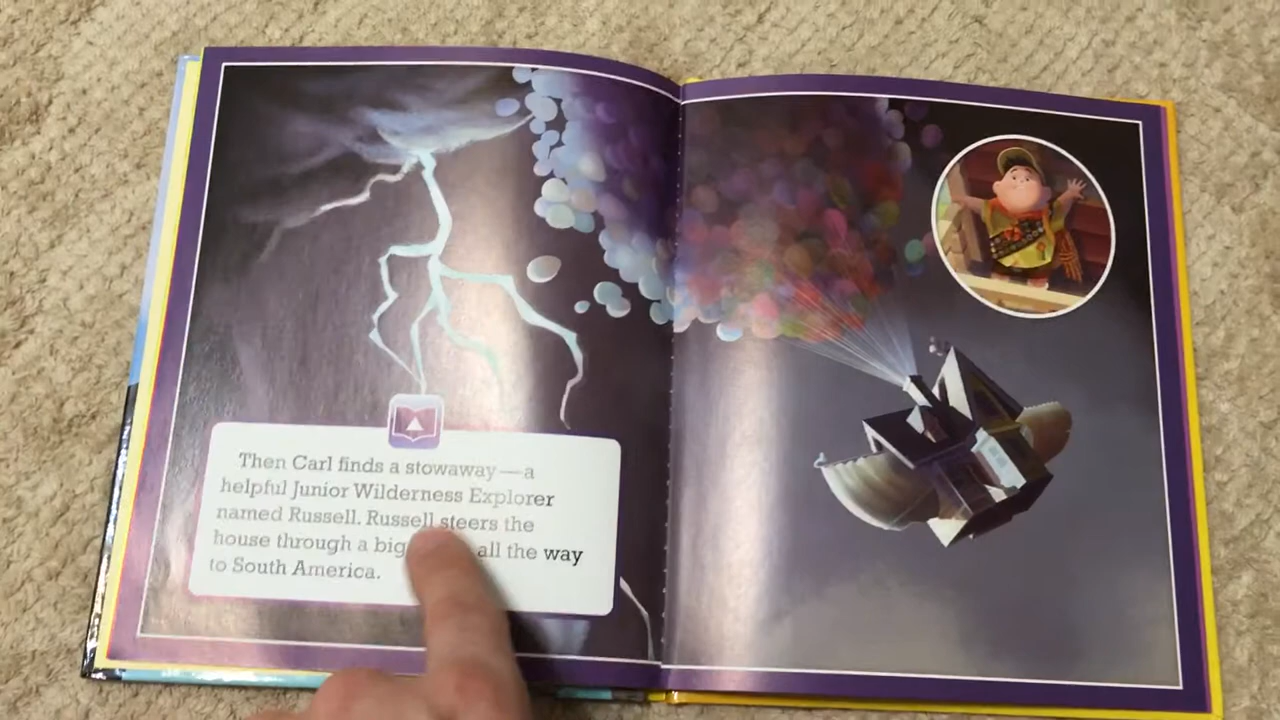 Then Carl finds a stowaway—a
helpful Junior Wilderness Explorer
named Russell. Russell steers the
house through a big all the way
to South America.